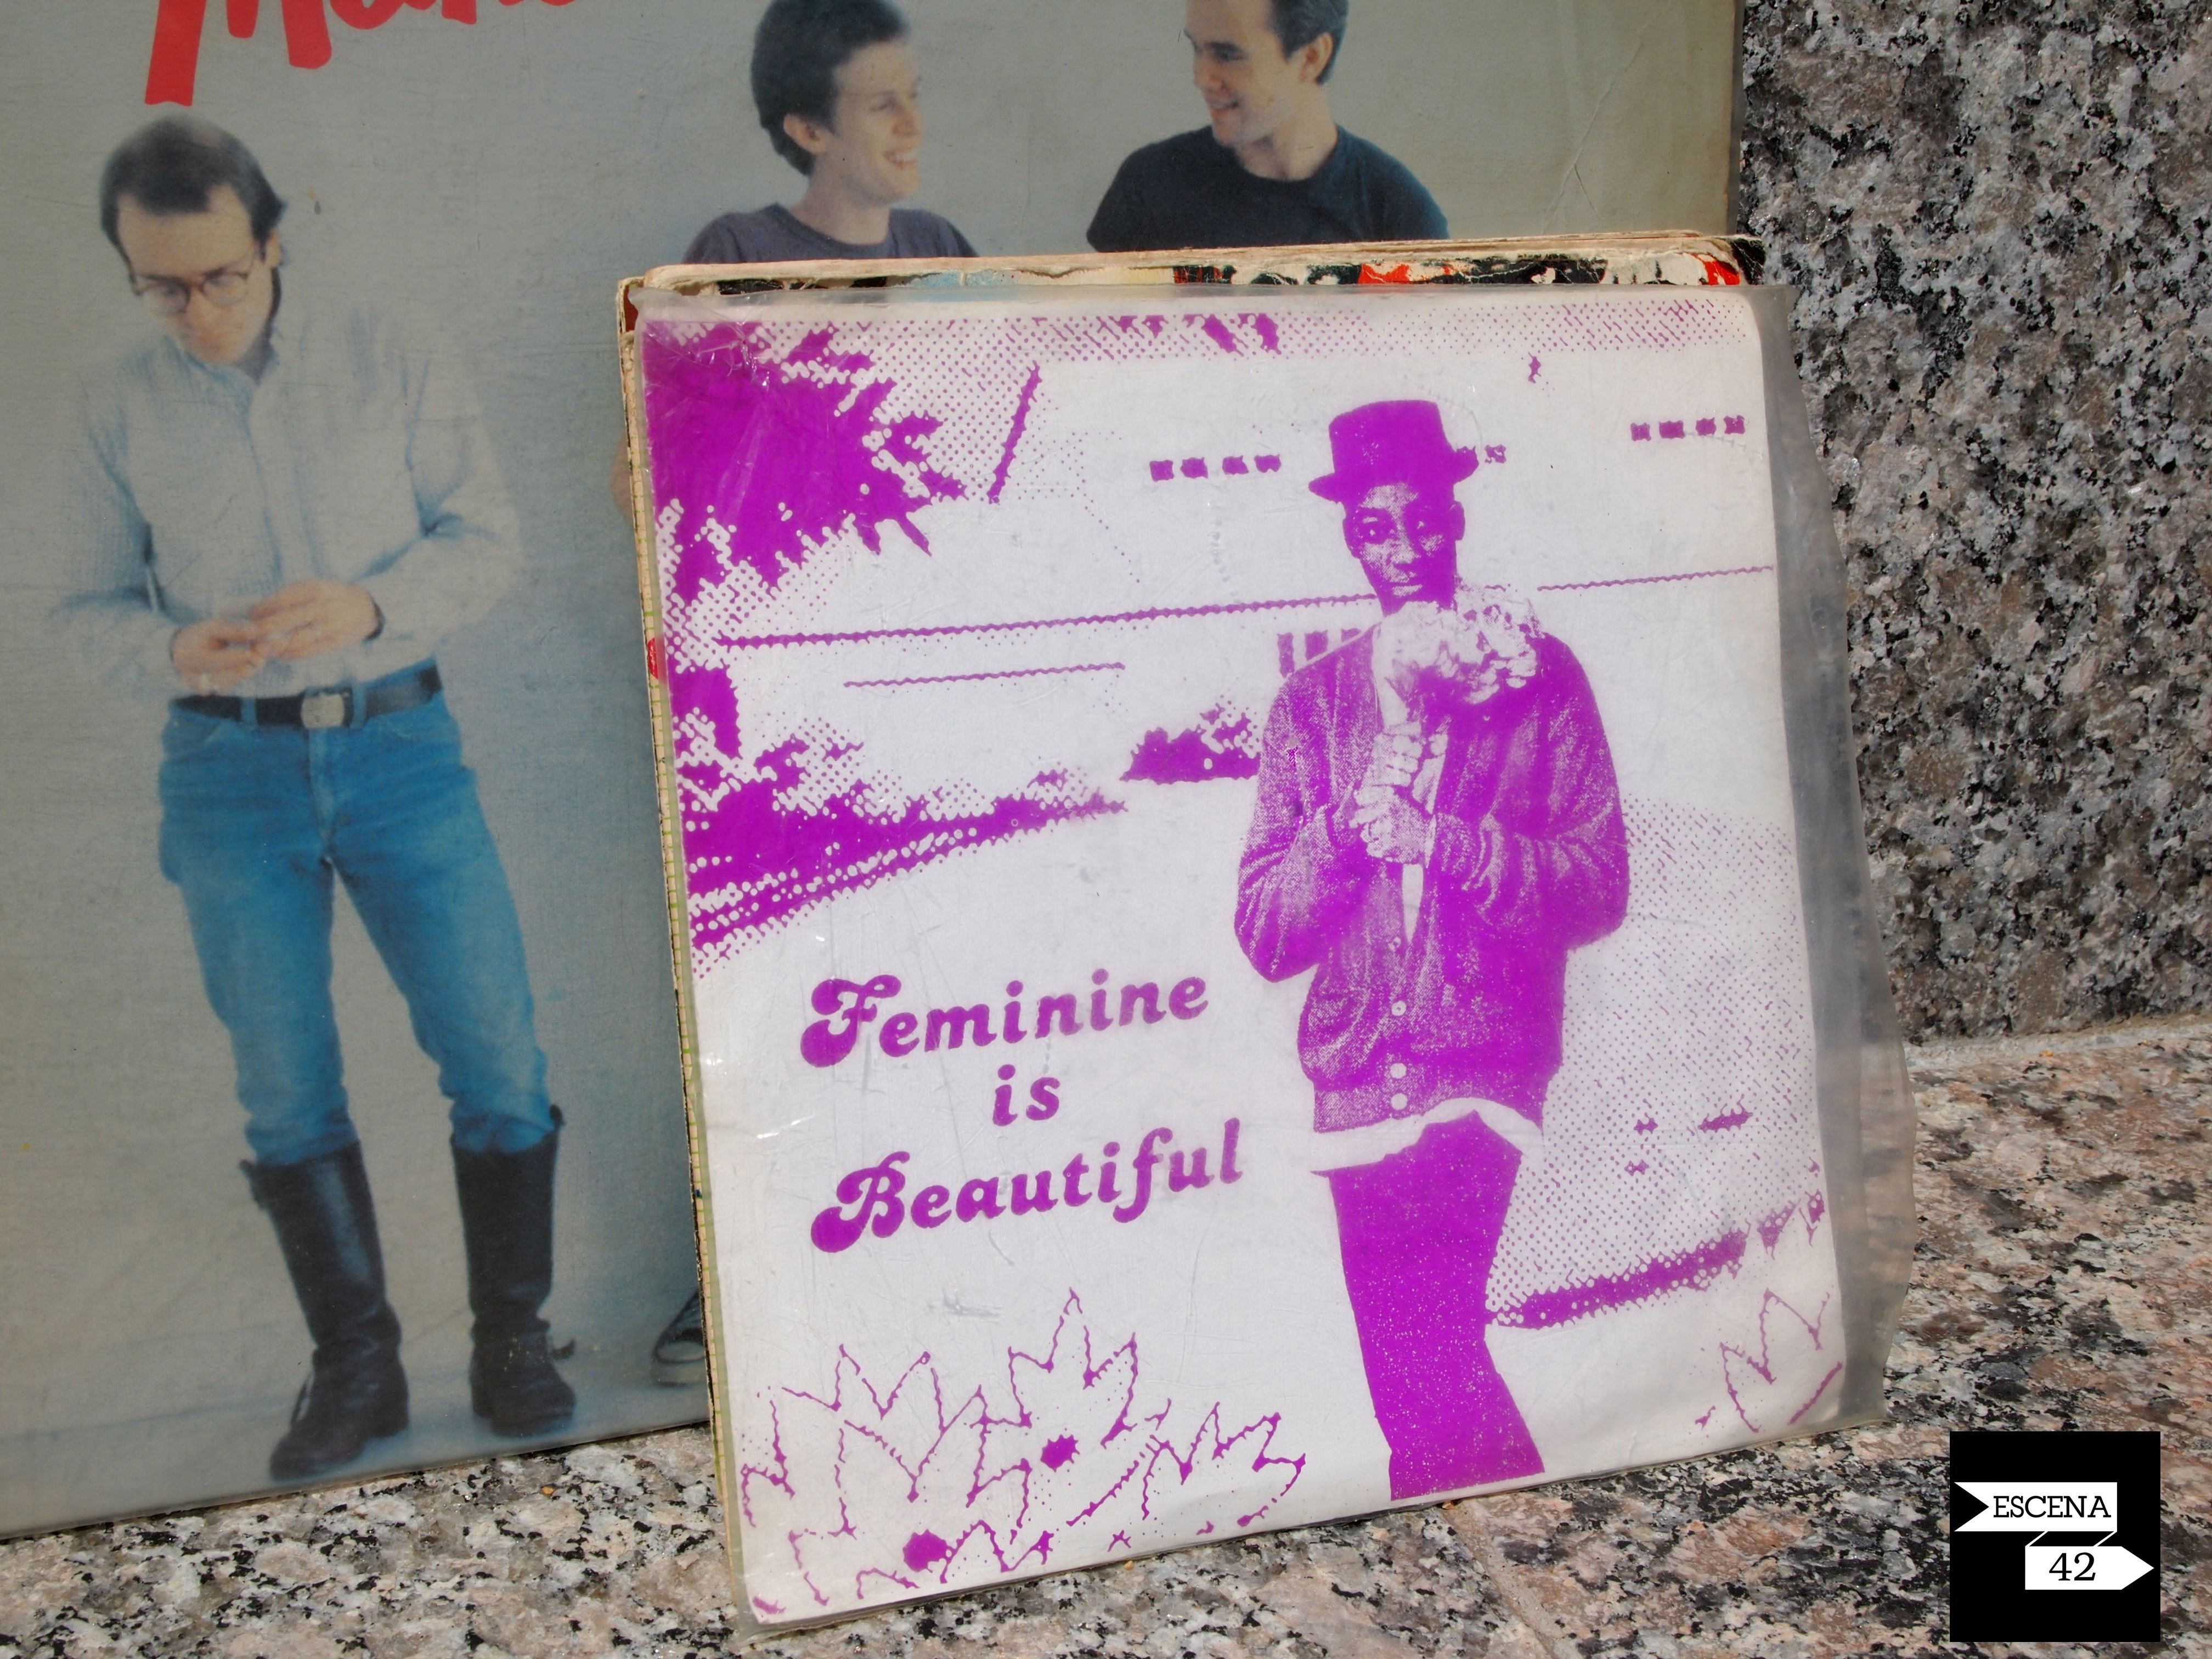 Feminine
is
Beautiful
ESCENA
42